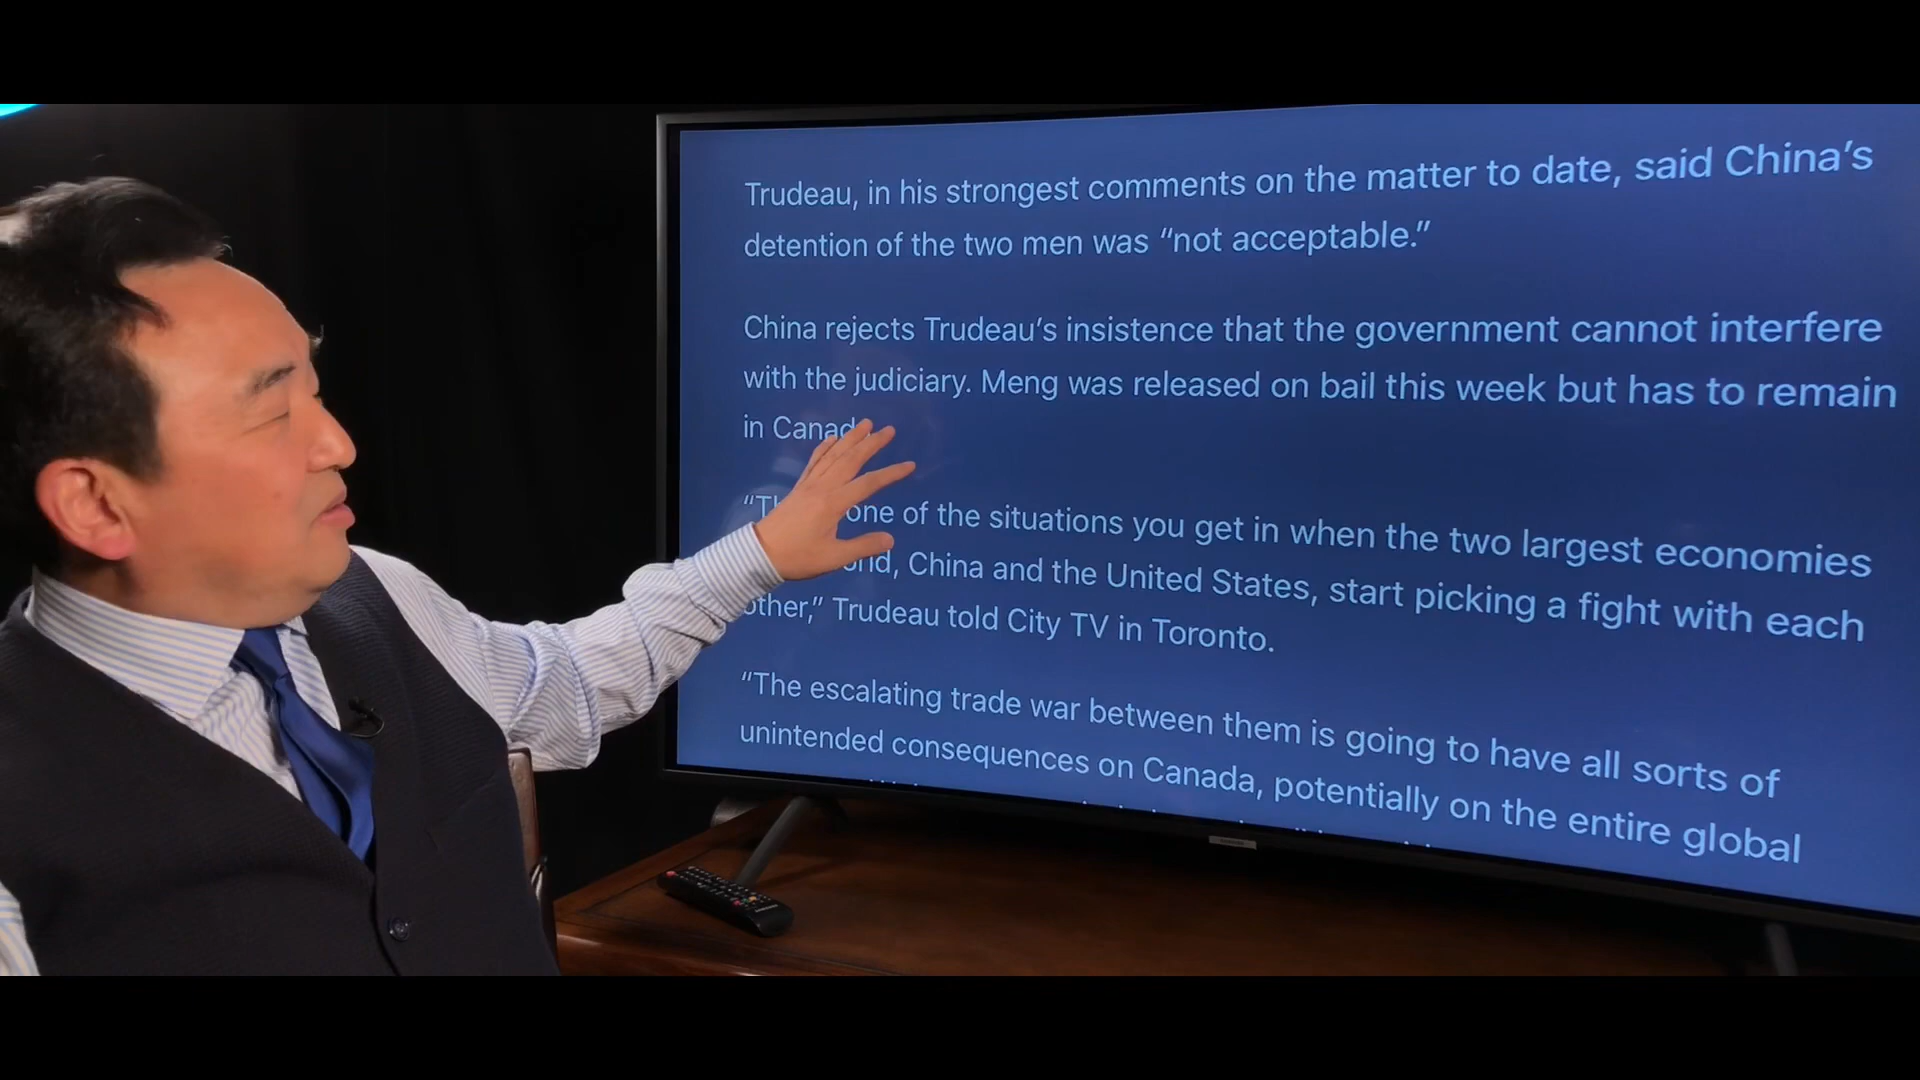 Trudeau, in his strongest comments on the matter to date, said China's
detention of the two men was “not acceptable.”
China rejects Trudeau's insistence that the government cannot interfere
with the judiciary. Meng was released on bail this week but has to remain
in
one of the situations you get in when the two largest economies
China and the United States, start picking a fight with each
other,” Trudeau told City TV in Toronto.
“The escalating trade war between them is going to have all sorts of
unintended consequences on Canada, potentially on the entire global